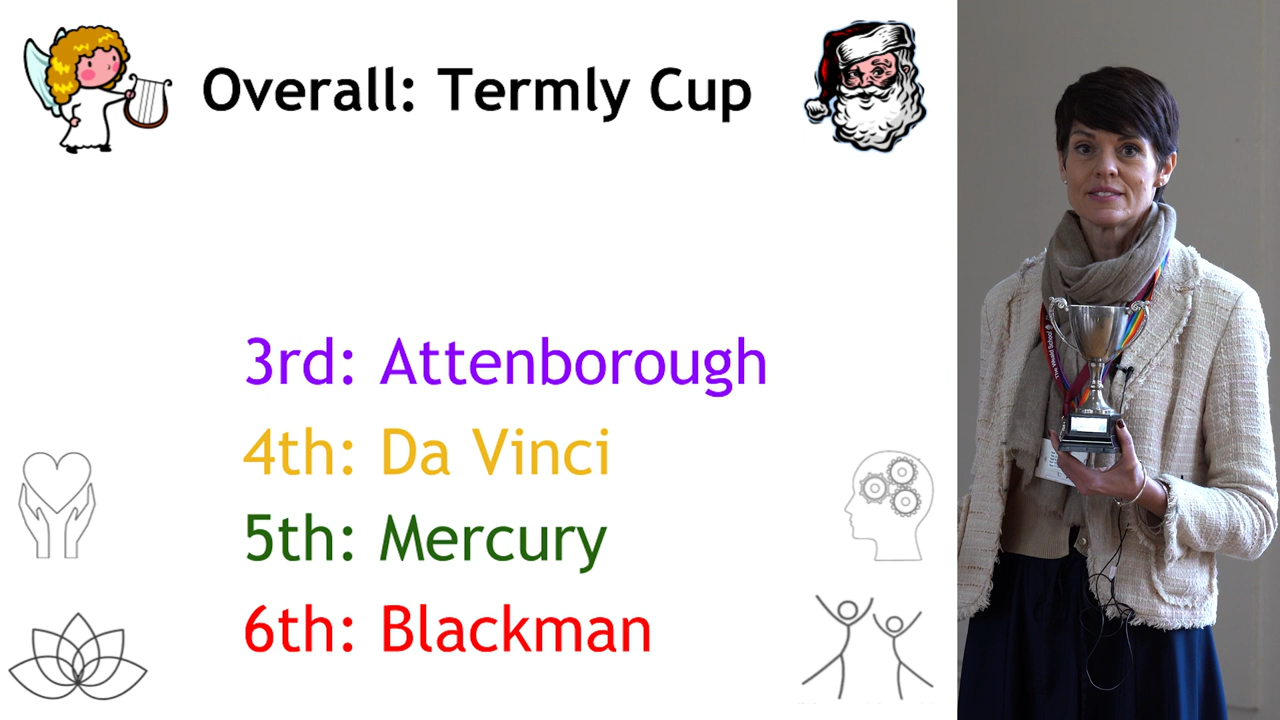 Overall: Termly Cup
3rd: Attenborough
4th: Da Vinci
5th: Mercury
6th: Blackman